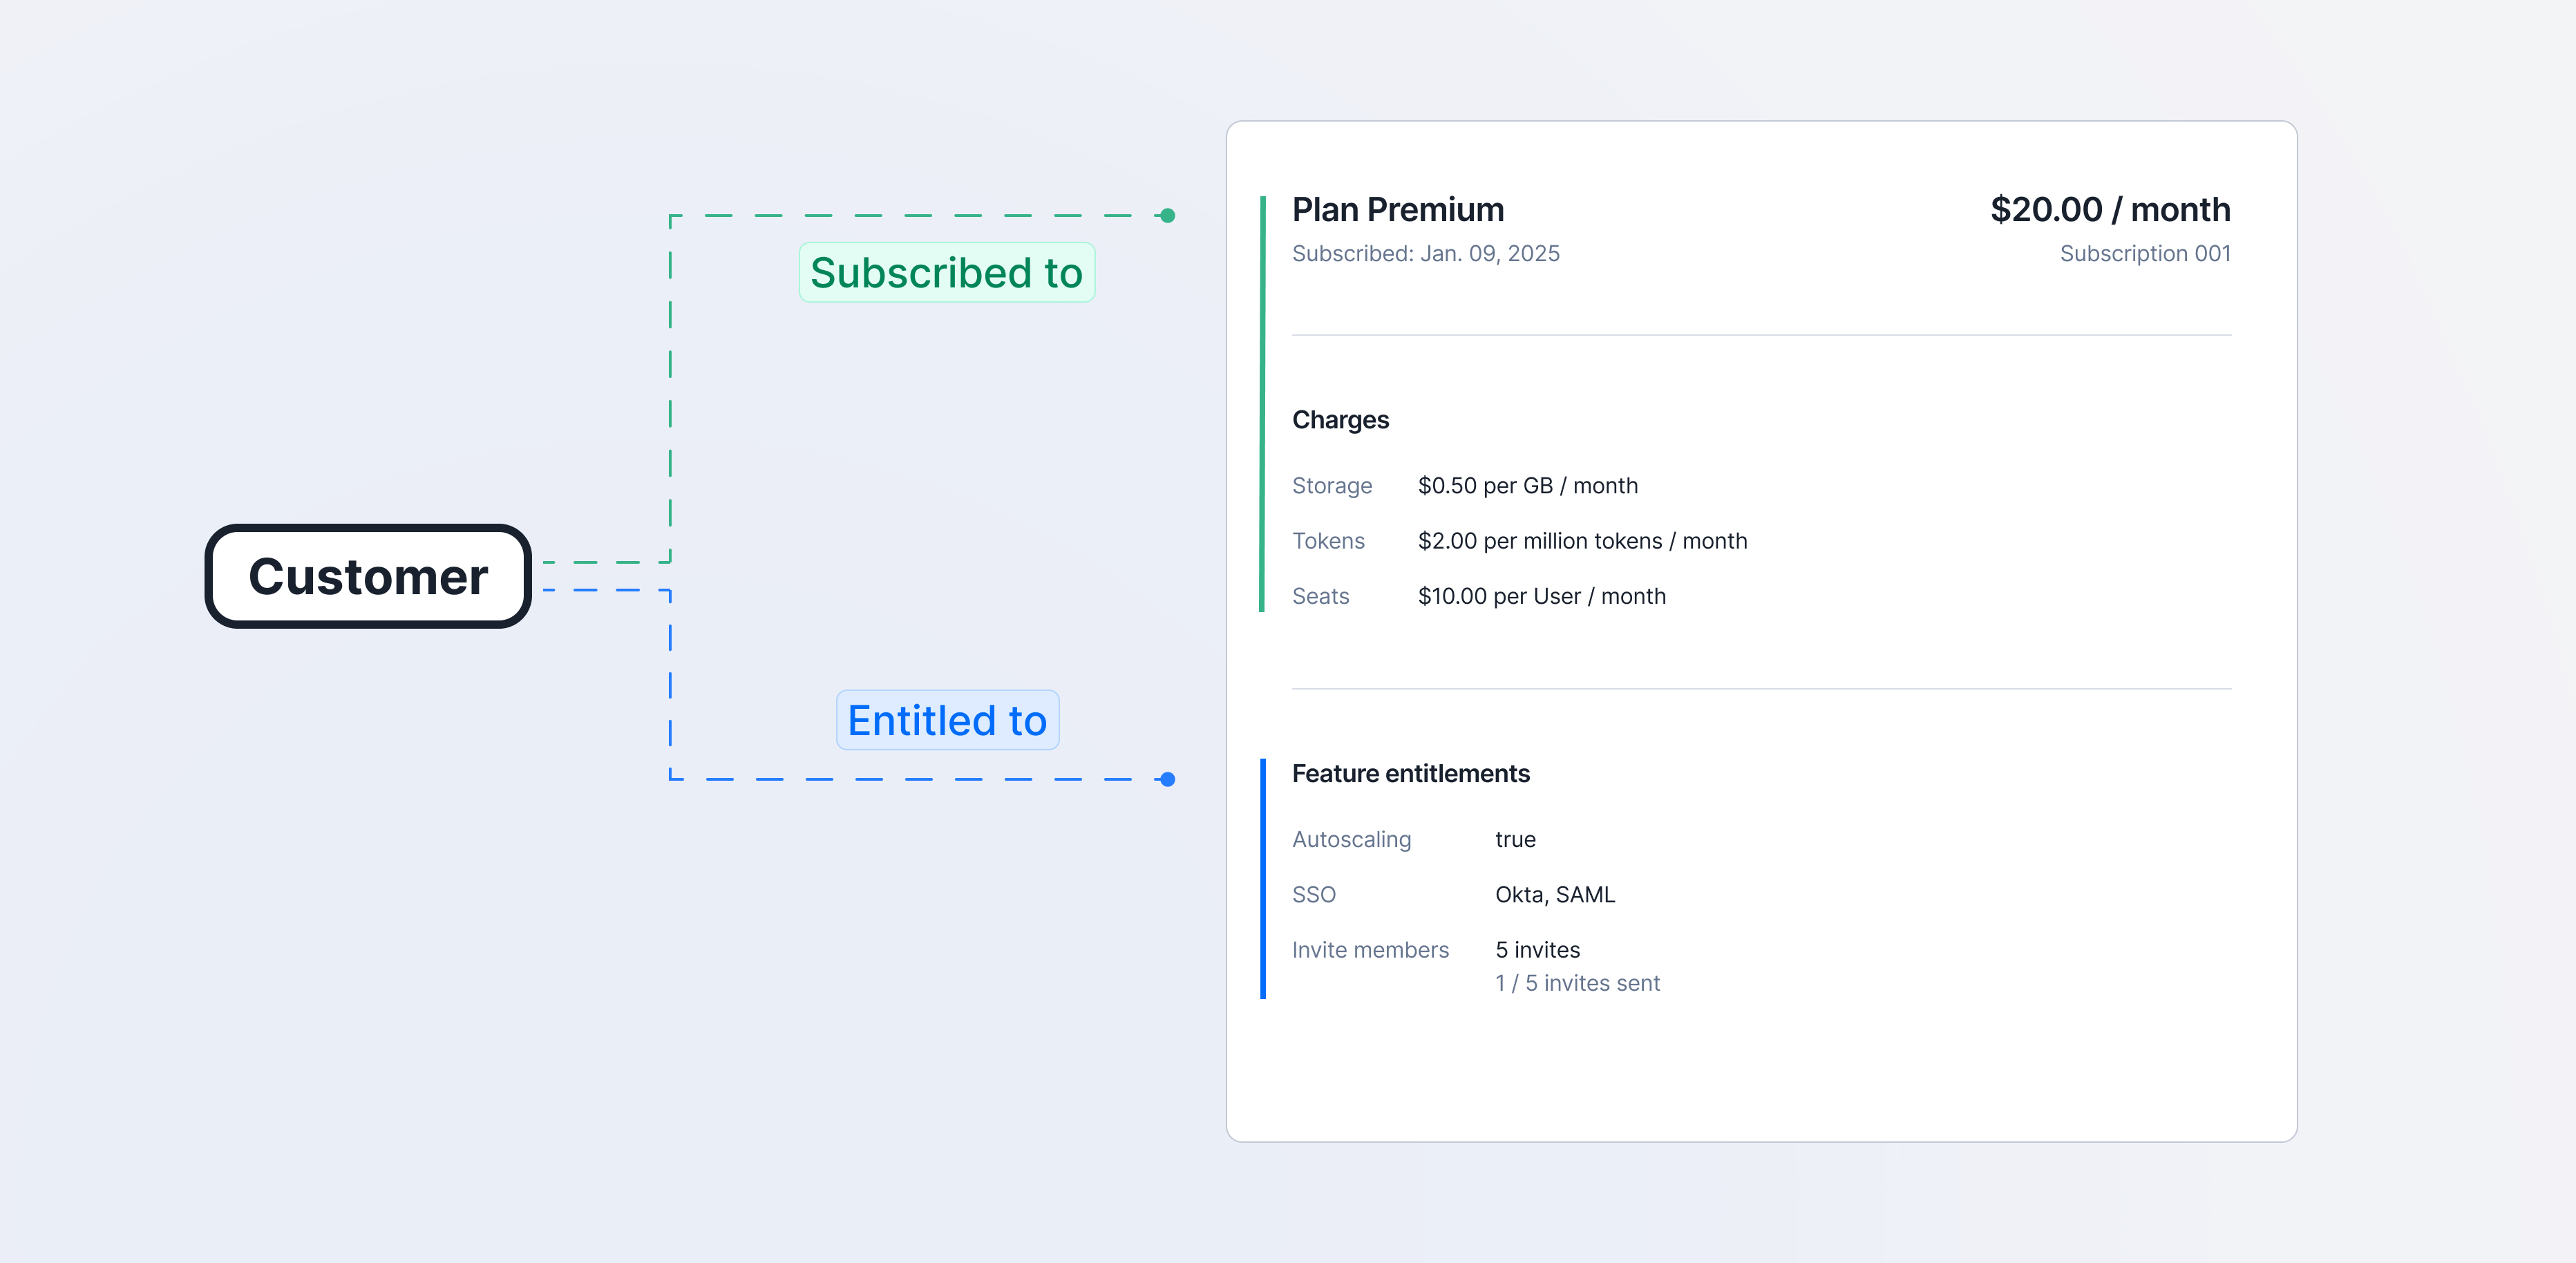 Customer
Subscribed to
Entitled to
Plan Premium
$20.00 / month
Subscribed: Jan. 09, 2025
Subscription 001
Charges
Storage $0.50 per GB / month
Tokens $2.00 per million tokens / month
Seats $10.00 per User / month
Feature entitlements
Autoscaling true
SSO Okta, SAML
Invite members 5 invites
1 / 5 invites sent